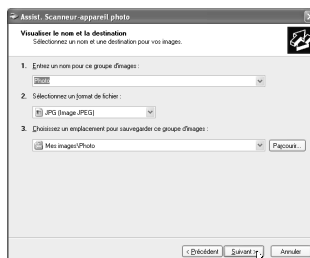 Assist. Scanneur-appareil photo
Visualiser le nom et la destination
Sélectionnez un nom et une destination pour vos images.
1. Entrez un nom pour ce groupe d'images :
Photo
2. Sélectionnez un format de fichier :
JPG (Image JPEG)
3. Choisissez un emplacement pour sauvegarder ce groupe d'images :
Mes images\Photo
Parcourir...
< Précédent
Suivant >
Annuler